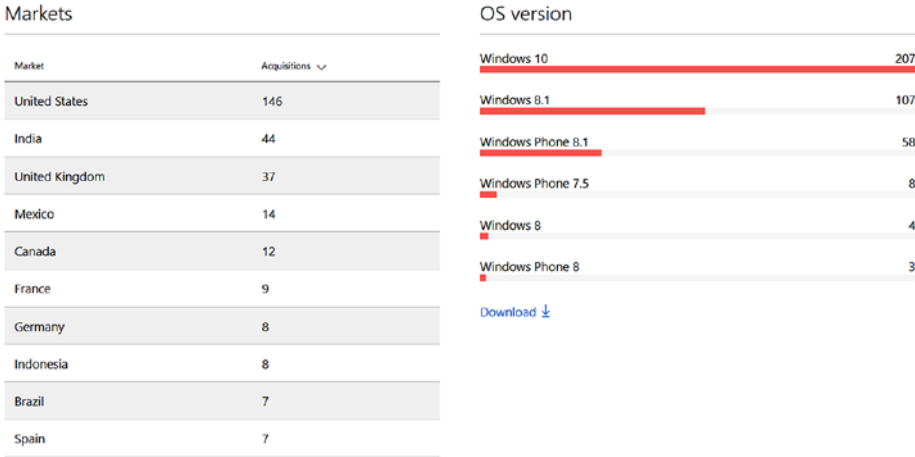 Markets
Market Acquisitions
United States 146
India 44
United Kingdom 37
Mexico 14
Canada 12
France 9
Germany 8
Indonesia 8
Brazil 7
Spain 7
OS version
Windows 10 207
Windows 8.1 107
Windows Phone 8.1 58
Windows Phone 7.5 8
Windows 8 4
Windows Phone 8 3
Download